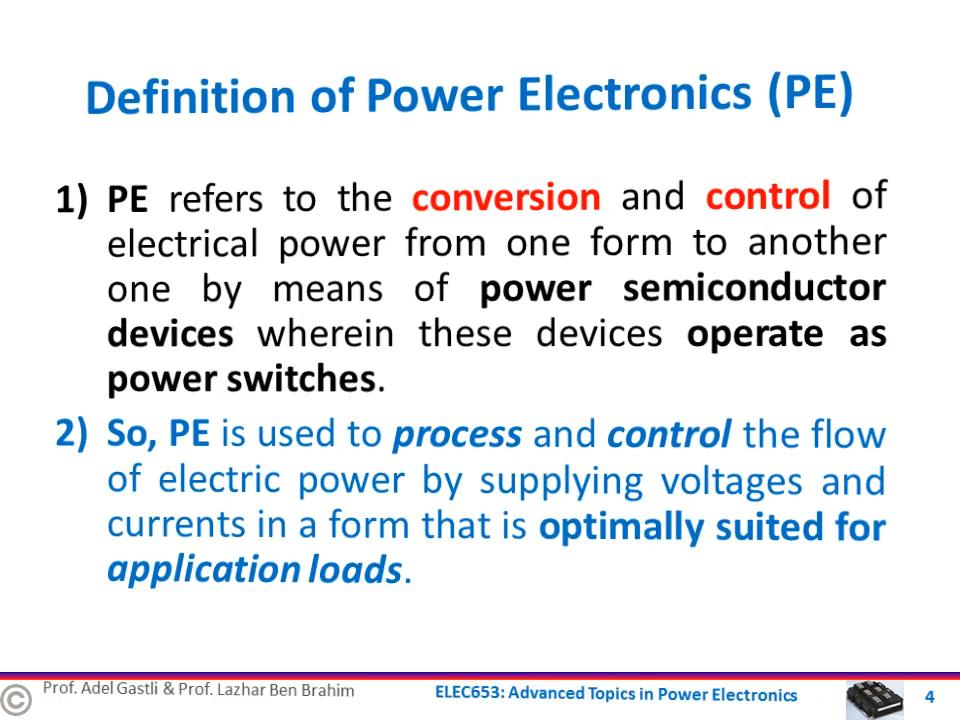 Definition of Power Electronics (PE)
1) PE refers to the conversion and control of
electrical power from one form to another
one by means of power semiconductor
devices wherein these devices operate as
power switches.
2) So, PE is used to process and control the flow
of electric power by supplying voltages and
currents in a form that is optimally suited for
application loads.
© Prof. Adel Gastli & Prof. Lazhar Ben Brahim
ELEC653: Advanced Topics in Power Electronics
4